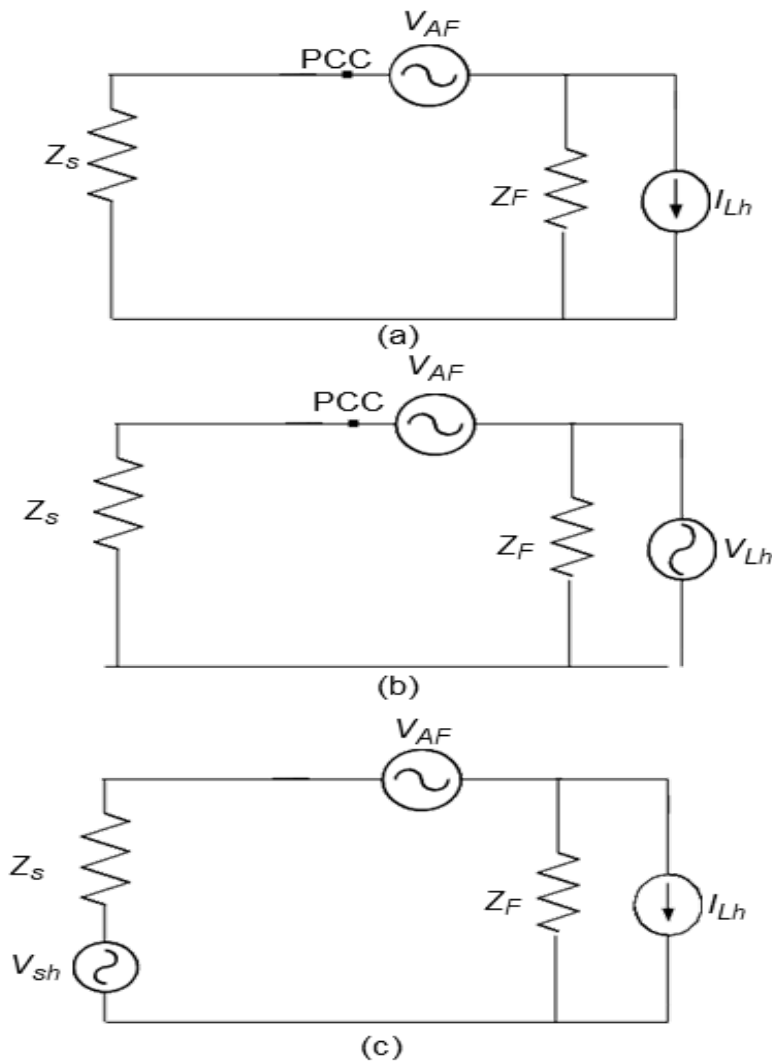 V_AF
PCC
Z_s
Z_F
I_Lh
(a)
V_AF
PCC
Z_s
Z_F
V_Lh
(b)
V_AF
Z_s
Z_F
I_Lh
V_sh
(c)